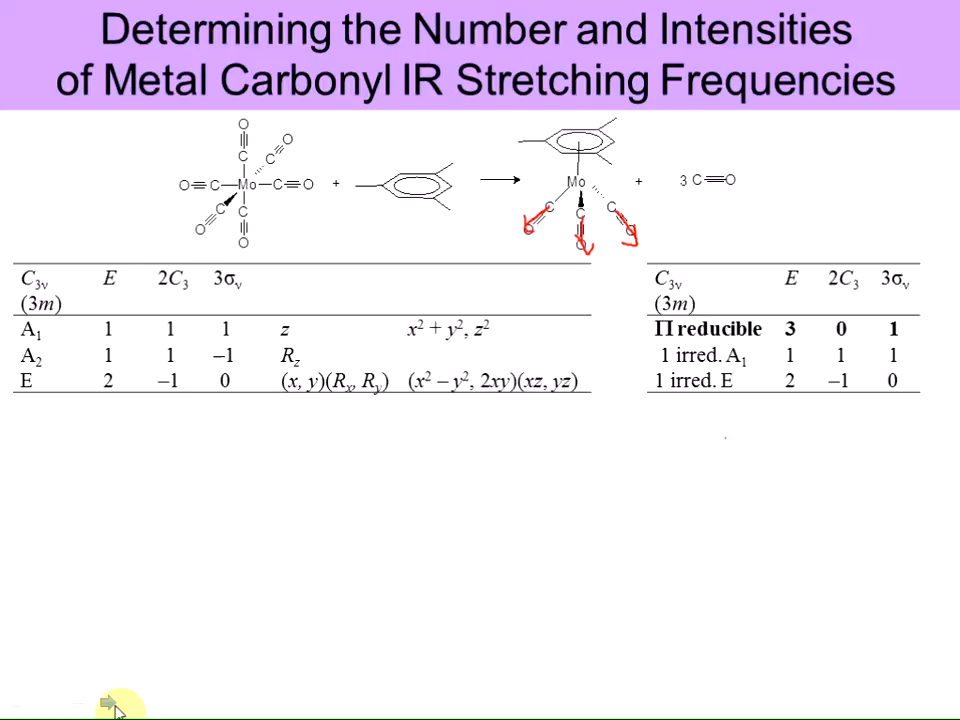 Determining the Number and Intensities
of Metal Carbonyl IR Stretching Frequencies
O
O
C
C
O≡C—Mo—C≡O + → Mo + 3 C≡O
C
C
O
O
C
C
C
O
O
O
C3v E 2C3 3σv
(3m)
A1 1 1 1 z x² + y², z²
A2 1 1 –1 Rz
E 2 –1 0 (x, y)(Rx, Ry) (x² – y², 2xy)(xz, yz)
C3v E 2C3 3σv
(3m)
Π reducible 3 0 1
1 irred. A1 1 1 1
1 irred. E 2 –1 0